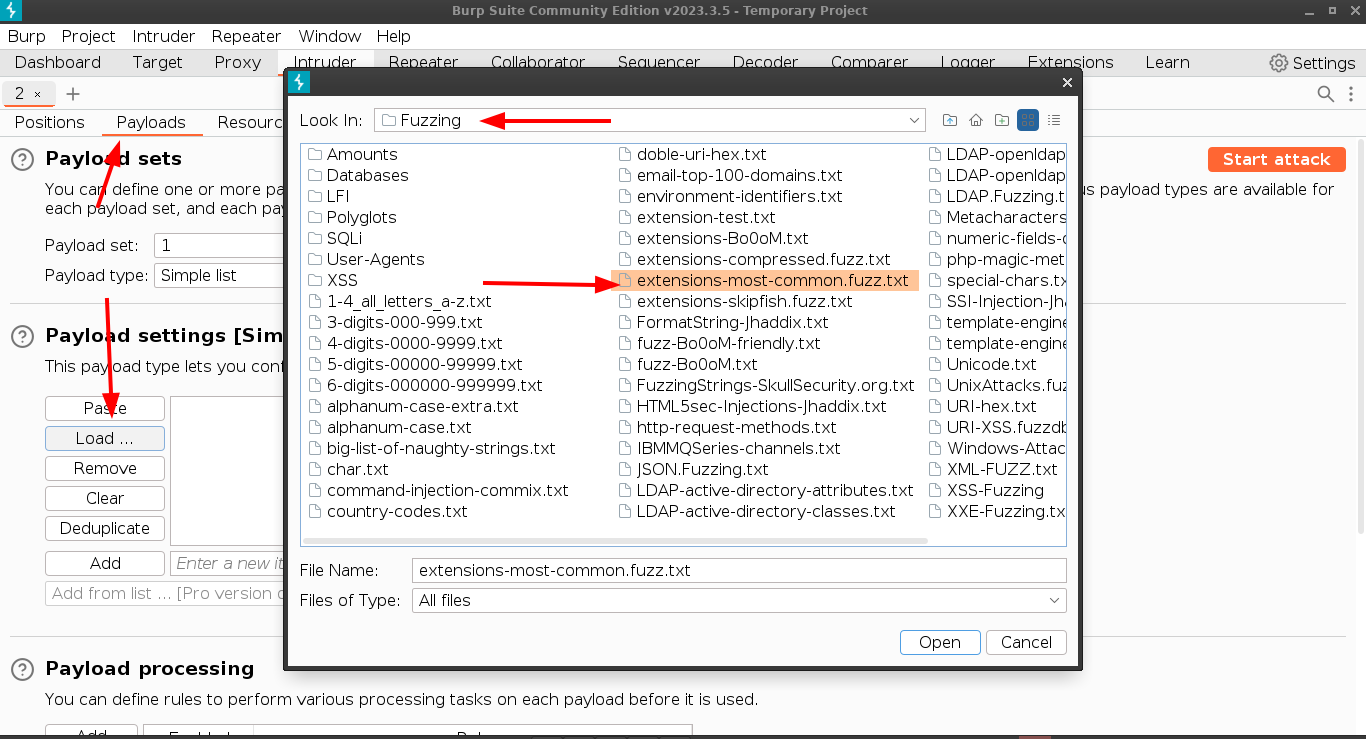 Burp Suite Community Edition v2023.3.5 - Temporary Project
Burp Project Intruder Repeater Window Help
Dashboard Target Proxy Intruder Repeater Collaborator Sequencer Decoder Comparer Logger Extensions Learn Settings
2 × +
Positions Payloads Resourc
? Payload sets
Start attack
You can define one or more pa
us payload types are available for
each payload set, and each pay
Payload set: 1
Payload type: Simple list
? Payload settings [Sim
This payload type lets you conf
Paste
Load ...
Remove
Clear
Deduplicate
Add Enter a new it
Add from list ... [Pro version o
? Payload processing
You can define rules to perform various processing tasks on each payload before it is used.
Add
Look In: Fuzzing
Amounts
Databases
LFI
Polyglots
SQLi
User-Agents
XSS
1-4_all_letters_a-z.txt
3-digits-000-999.txt
4-digits-0000-9999.txt
5-digits-00000-99999.txt
6-digits-000000-999999.txt
alphanum-case-extra.txt
alphanum-case.txt
big-list-of-naughty-strings.txt
char.txt
command-injection-commix.txt
country-codes.txt
doble-uri-hex.txt
email-top-100-domains.txt
environment-identifiers.txt
extension-test.txt
extensions-Bo0oM.txt
extensions-compressed.fuzz.txt
extensions-most-common.fuzz.txt
extensions-skipfish.fuzz.txt
FormatString-Jhaddix.txt
fuzz-Bo0oM-friendly.txt
fuzz-Bo0oM.txt
FuzzingStrings-SkullSecurity.org.txt
HTML5sec-Injections-Jhaddix.txt
http-request-methods.txt
IBMMQSeries-channels.txt
JSON.Fuzzing.txt
LDAP-active-directory-attributes.txt
LDAP-active-directory-classes.txt
LDAP-openldap
LDAP-openldap
LDAP.Fuzzing.t
Metacharacters
numeric-fields-o
php-magic-met
special-chars.tx
SSI-Injection-Jha
template-engine
template-engine
Unicode.txt
UnixAttacks.fuz
URI-hex.txt
URI-XSS.fuzzdb
Windows-Attac
XML-FUZZ.txt
XSS-Fuzzing
XXE-Fuzzing.tx
File Name: extensions-most-common.fuzz.txt
Files of Type: All files
Open Cancel